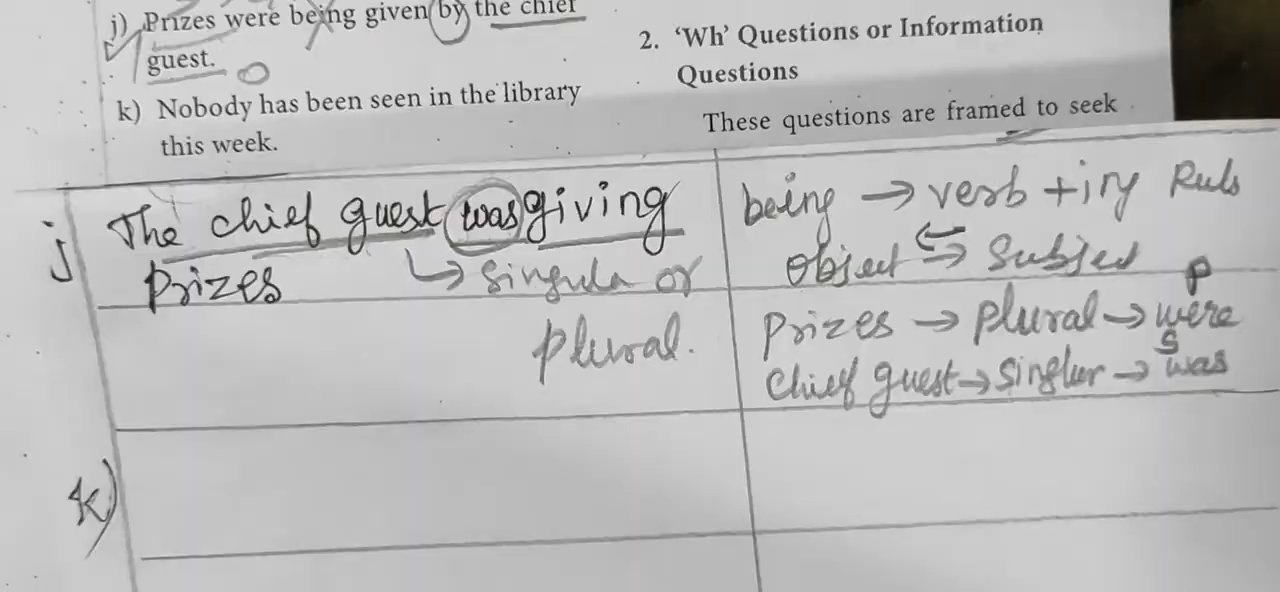 j) Prizes were being given by the chief
guest.
k) Nobody has been seen in the library
this week.
2. ‘Wh’ Questions or Information
Questions
These questions are framed to seek
j The chief guest was giving
prizes ↳ singula or
plural.
being → verb + ing Ruls
Object ⇆ Subject
P
Prizes → plural → were
S
Chief guest → singlur → was
k)